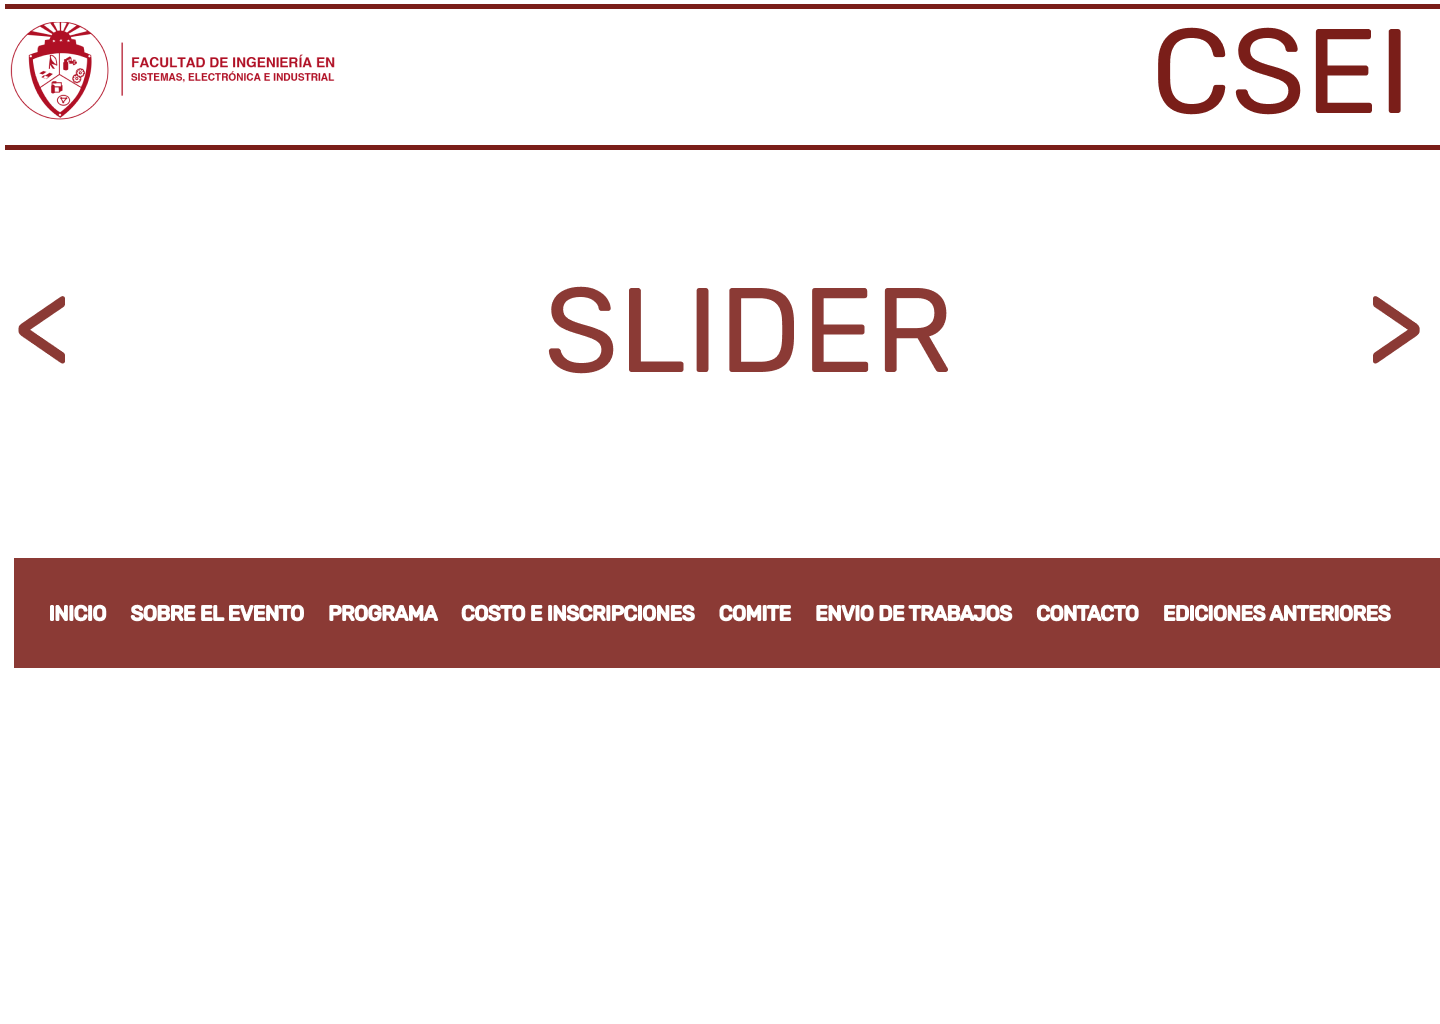 FACULTAD DE INGENIERÍA EN
SISTEMAS, ELECTRÓNICA E INDUSTRIAL
CSEI
< SLIDER >
INICIO SOBRE EL EVENTO PROGRAMA COSTO E INSCRIPCIONES COMITE ENVIO DE TRABAJOS CONTACTO EDICIONES ANTERIORES